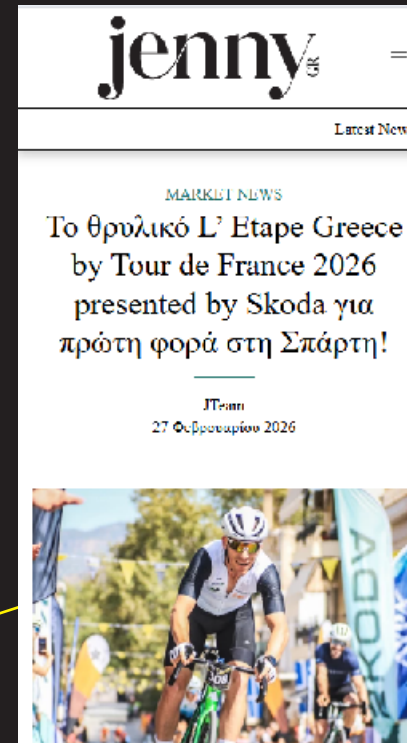 jenny.GR
Latest New
MARKET NEWS
Το θρυλικό L’ Etape Greece
by Tour de France 2026
presented by Skoda για
πρώτη φορά στη Σπάρτη!
JTeam
27 Φεβρουαρίου 2026
ŠKODA